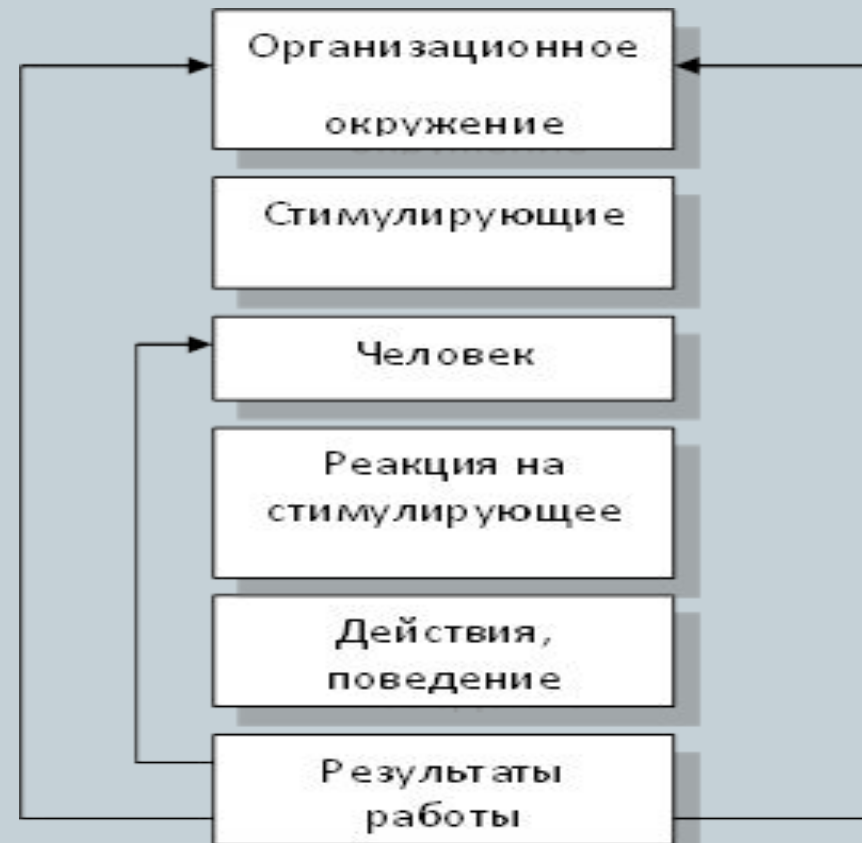 Организационное
окружение
Стимулирующие
Человек
Реакция на
стимулирующее
Действия,
поведение
Результаты
работы